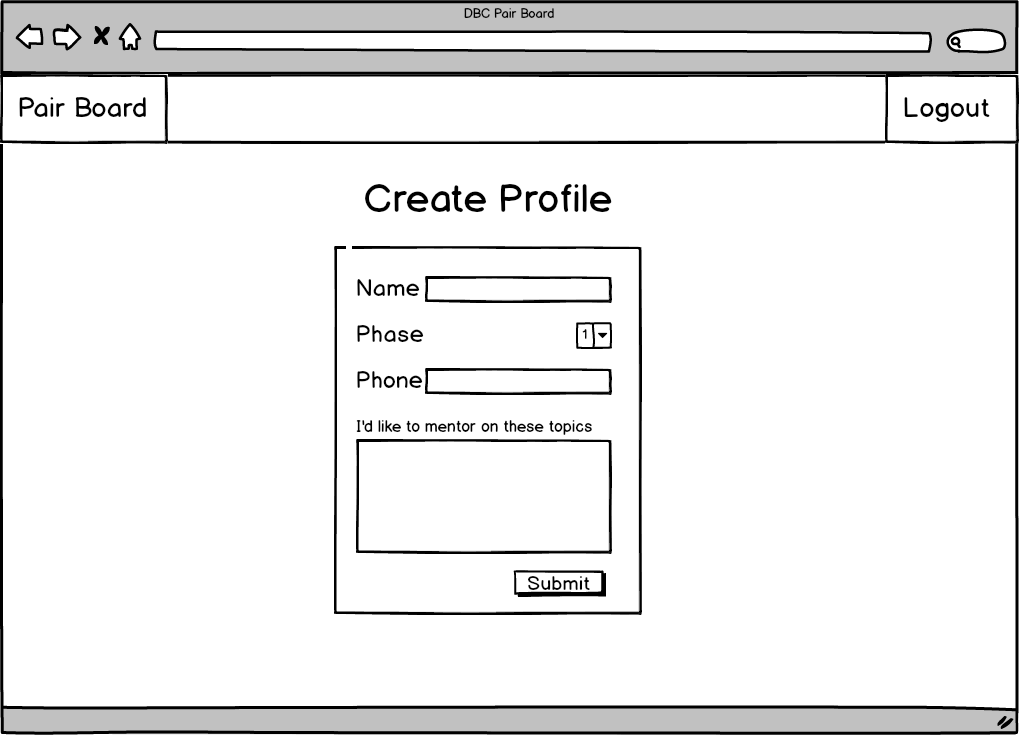 DBC Pair Board
Pair Board
Logout
Create Profile
Name
Phase
1
Phone
I'd like to mentor on these topics
Submit